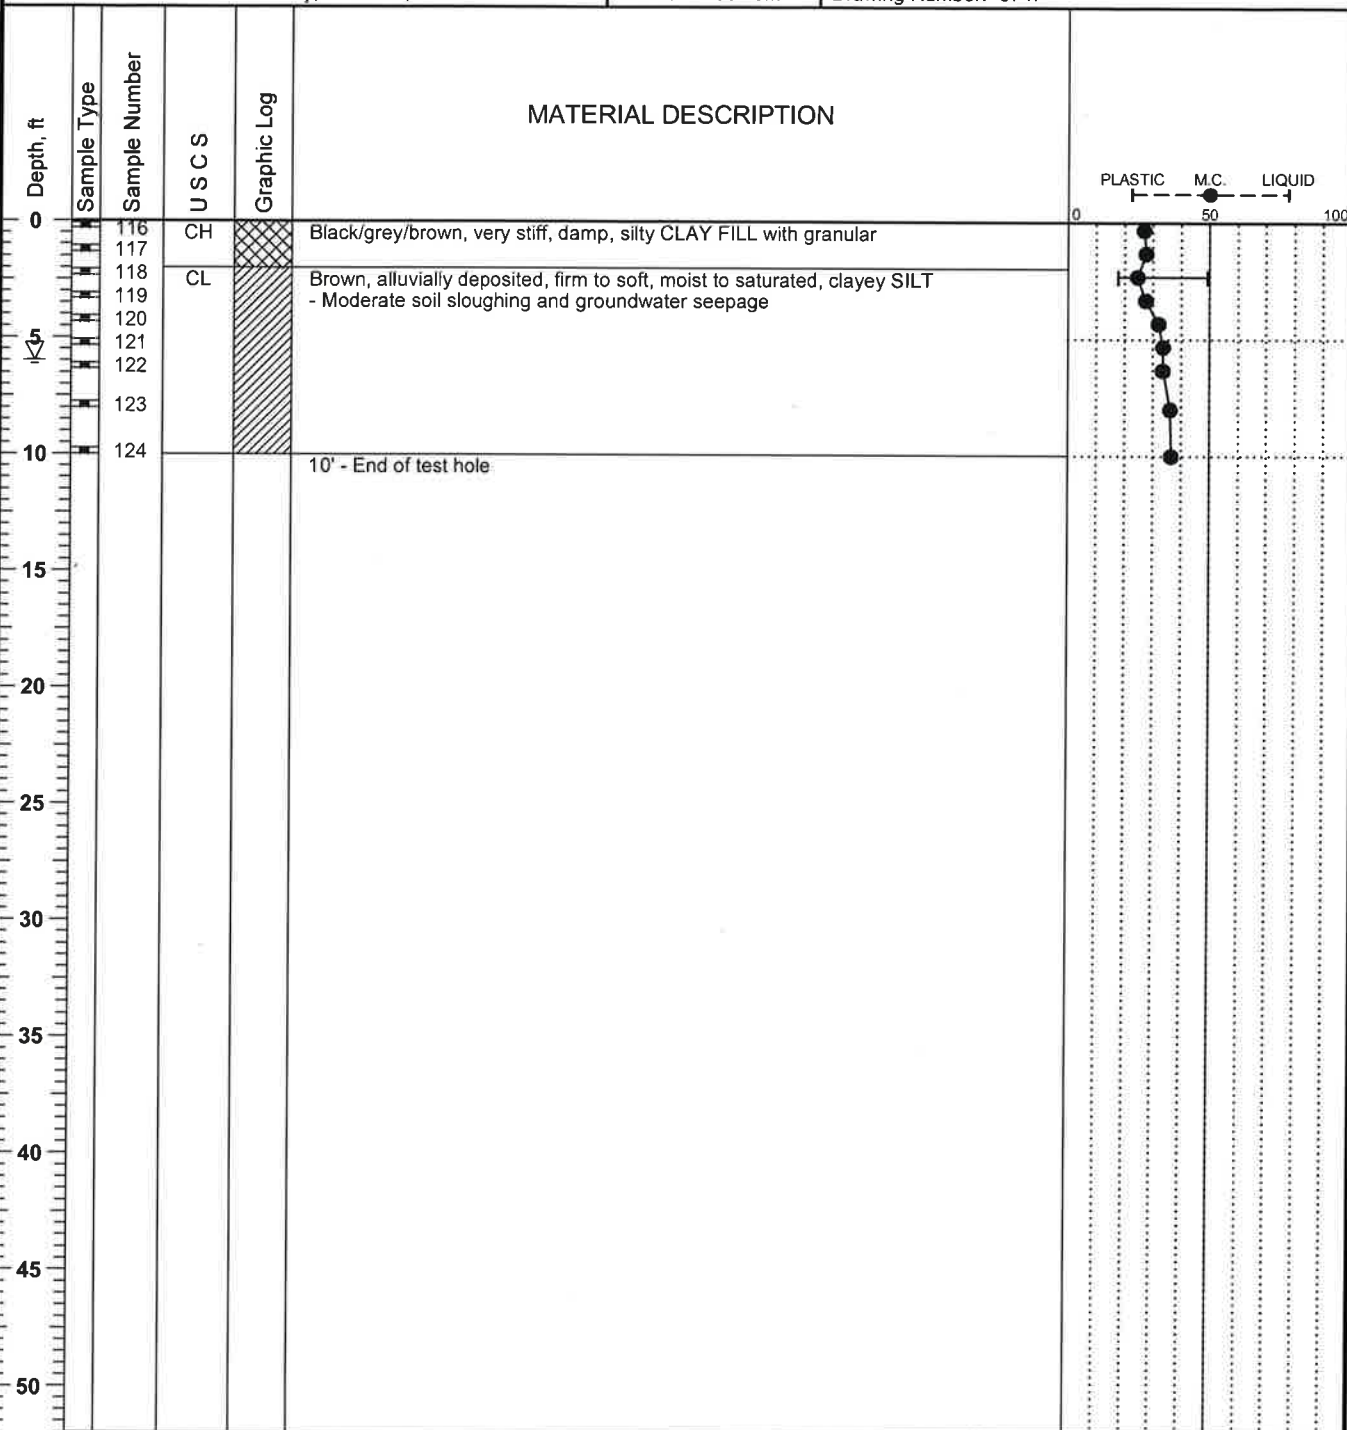 Depth, ft
Sample Type
Sample Number
U S C S
Graphic Log
MATERIAL DESCRIPTION
PLASTIC M.C. LIQUID
0 50 100
0
116 CH Black/grey/brown, very stiff, damp, silty CLAY FILL with granular
117
118 CL Brown, alluvially deposited, firm to soft, moist to saturated, clayey SILT
119 - Moderate soil sloughing and groundwater seepage
120
5
121
122
123
10 124
10' - End of test hole
15
20
25
30
35
40
45
50